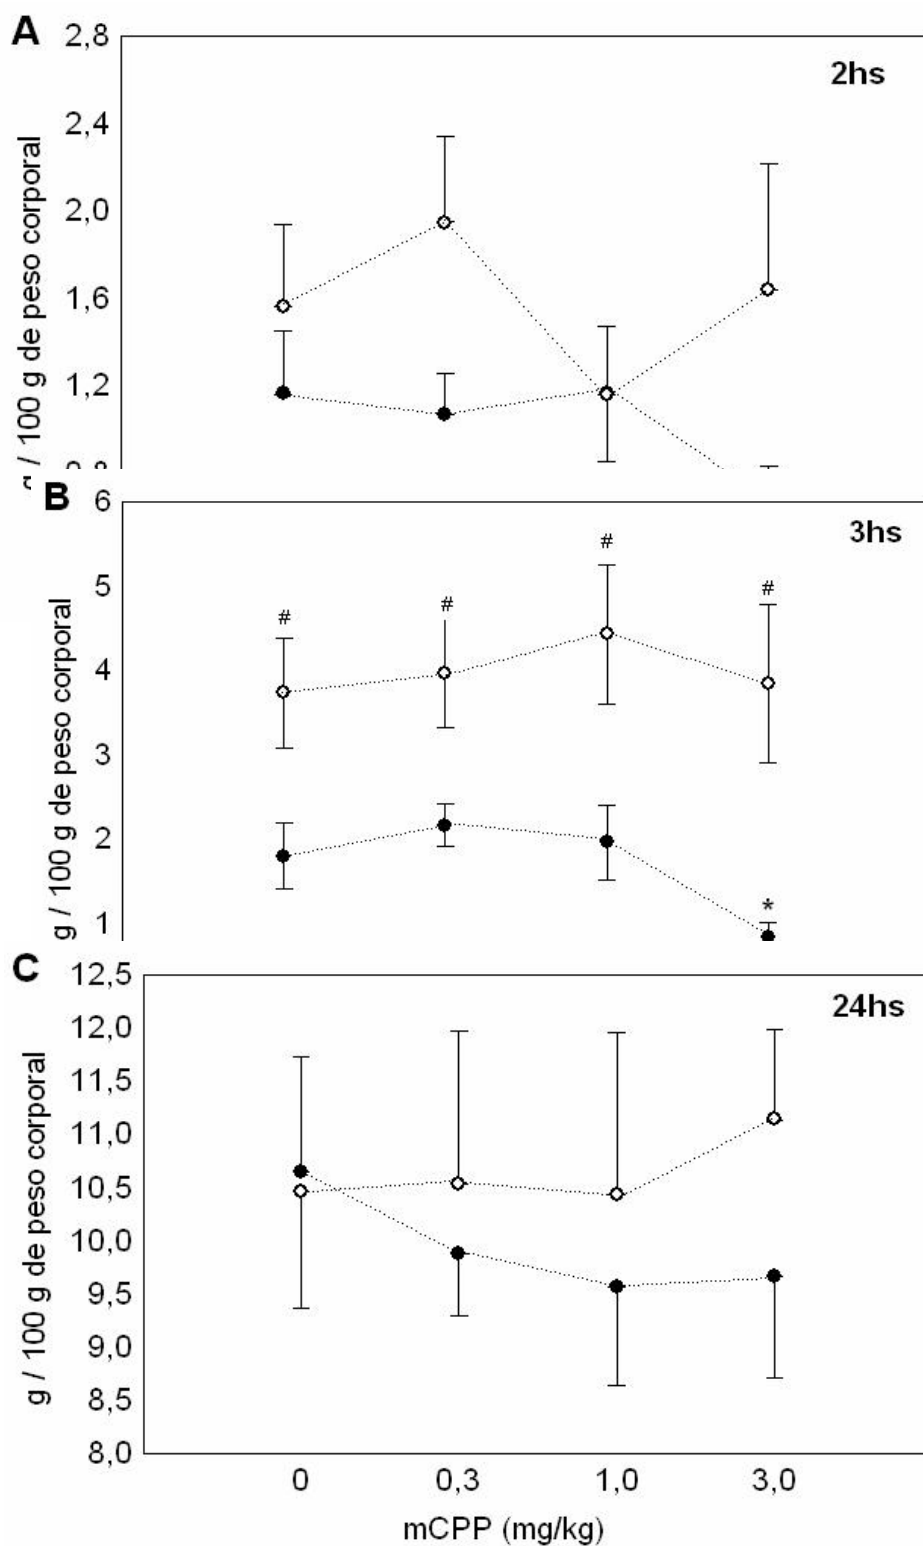 A
2,8
2hs
2,4
2,0
1,6
1,2
g / 100 g de peso corporal
B
6
3hs
#
#
#
#
5
4
3
2
1
*
g / 100 g de peso corporal
C
12,5
24hs
12,0
11,5
11,0
10,5
10,0
9,5
9,0
8,5
8,0
g / 100 g de peso corporal
0 0,3 1,0 3,0
mCPP (mg/kg)